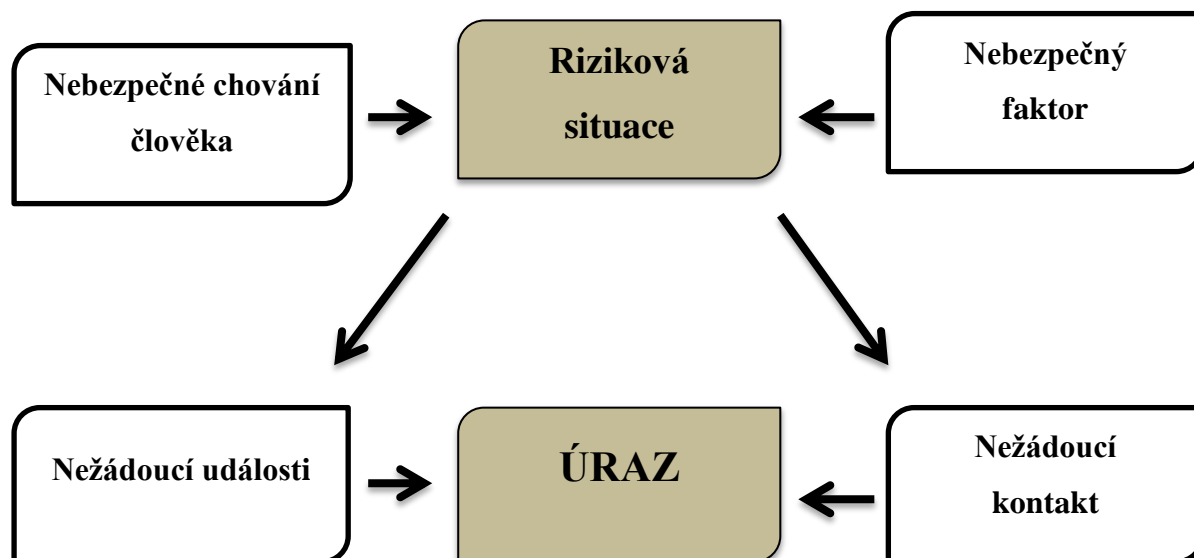 Nebezpečné chování
člověka
Riziková
situace
Nebezpečný
faktor
Nežádoucí události
ÚRAZ
Nežádoucí
kontakt